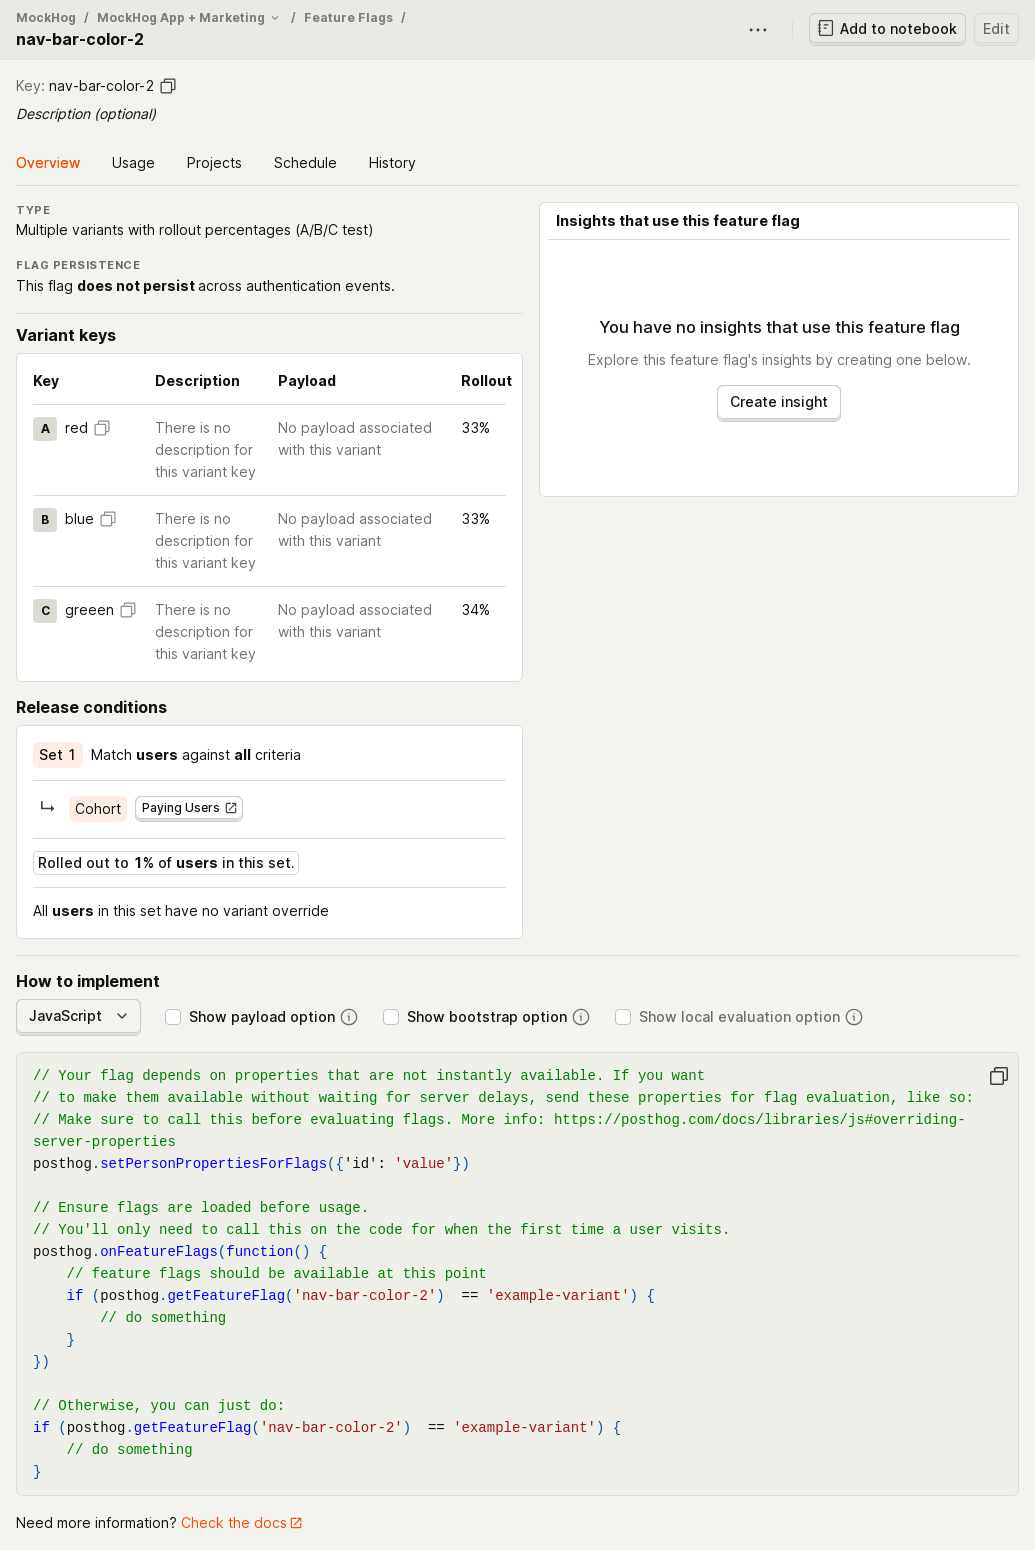 MockHog / MockHog App + Marketing / Feature Flags /
nav-bar-color-2
Add to notebook
Edit
Key: nav-bar-color-2
Description (optional)
Overview Usage Projects Schedule History
TYPE
Multiple variants with rollout percentages (A/B/C test)
FLAG PERSISTENCE
This flag does not persist across authentication events.
Insights that use this feature flag
You have no insights that use this feature flag
Explore this feature flag's insights by creating one below.
Create insight
Variant keys
Key Description Payload Rollout
A red There is no No payload associated 33%
description for with this variant
this variant key
B blue There is no No payload associated 33%
description for with this variant
this variant key
C greeen There is no No payload associated 34%
description for with this variant
this variant key
Release conditions
Set 1 Match users against all criteria
Cohort Paying Users
Rolled out to 1% of users in this set.
All users in this set have no variant override
How to implement
JavaScript Show payload option Show bootstrap option Show local evaluation option
// Your flag depends on properties that are not instantly available. If you want
// to make them available without waiting for server delays, send these properties for flag evaluation, like so:
// Make sure to call this before evaluating flags. More info: https://posthog.com/docs/libraries/js#overriding-
server-properties
posthog.setPersonPropertiesForFlags({'id': 'value'})
// Ensure flags are loaded before usage.
// You'll only need to call this on the code for when the first time a user visits.
posthog.onFeatureFlags(function() {
// feature flags should be available at this point
if (posthog.getFeatureFlag('nav-bar-color-2')  == 'example-variant') {
// do something
}
})
// Otherwise, you can just do:
if (posthog.getFeatureFlag('nav-bar-color-2')  == 'example-variant') {
// do something
}
Need more information? Check the docs